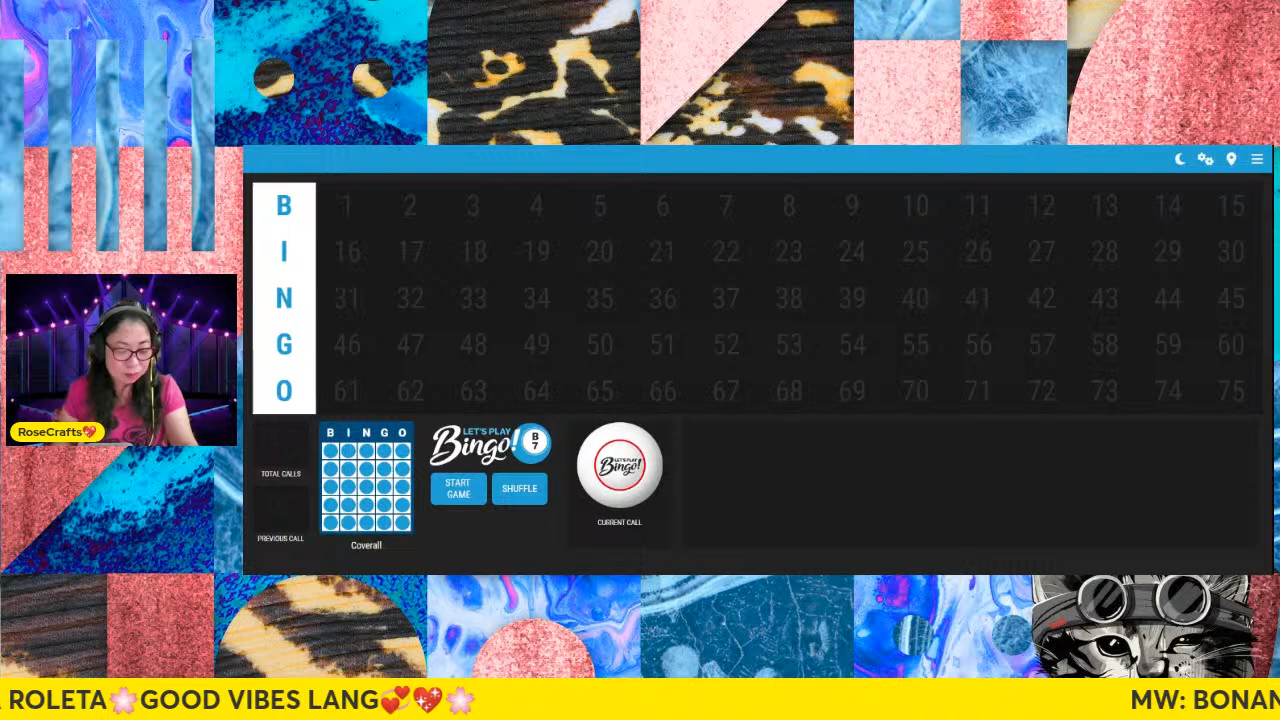 B 1 2 3 4 5 6 7 8 9 10 11 12 13 14 15
I 16 17 18 19 20 21 22 23 24 25 26 27 28 29 30
N 31 32 33 34 35 36 37 38 39 40 41 42 43 44 45
G 46 47 48 49 50 51 52 53 54 55 56 57 58 59 60
O 61 62 63 64 65 66 67 68 69 70 71 72 73 74 75
RoseCrafts💖
TOTAL CALLS
PREVIOUS CALL
B I N G O
Coverall
LET'S PLAY
Bingo!
B
7
START
GAME
SHUFFLE
LET'S PLAY
Bingo!
CURRENT CALL
ROLETA🌸GOOD VIBES LANG💞💖🌸
MW: BONAN